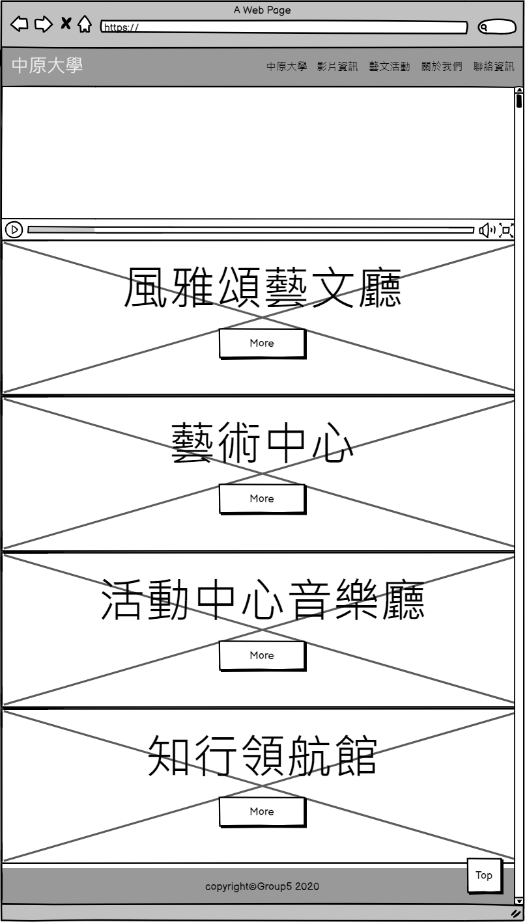 A Web Page
https://
中原大學
中原大學 影片資訊 藝文活動 關於我們 聯絡資訊
風雅頌藝文廳
More
藝術中心
More
活動中心音樂廳
More
知行領航館
More
Top
copyright©Group5 2020